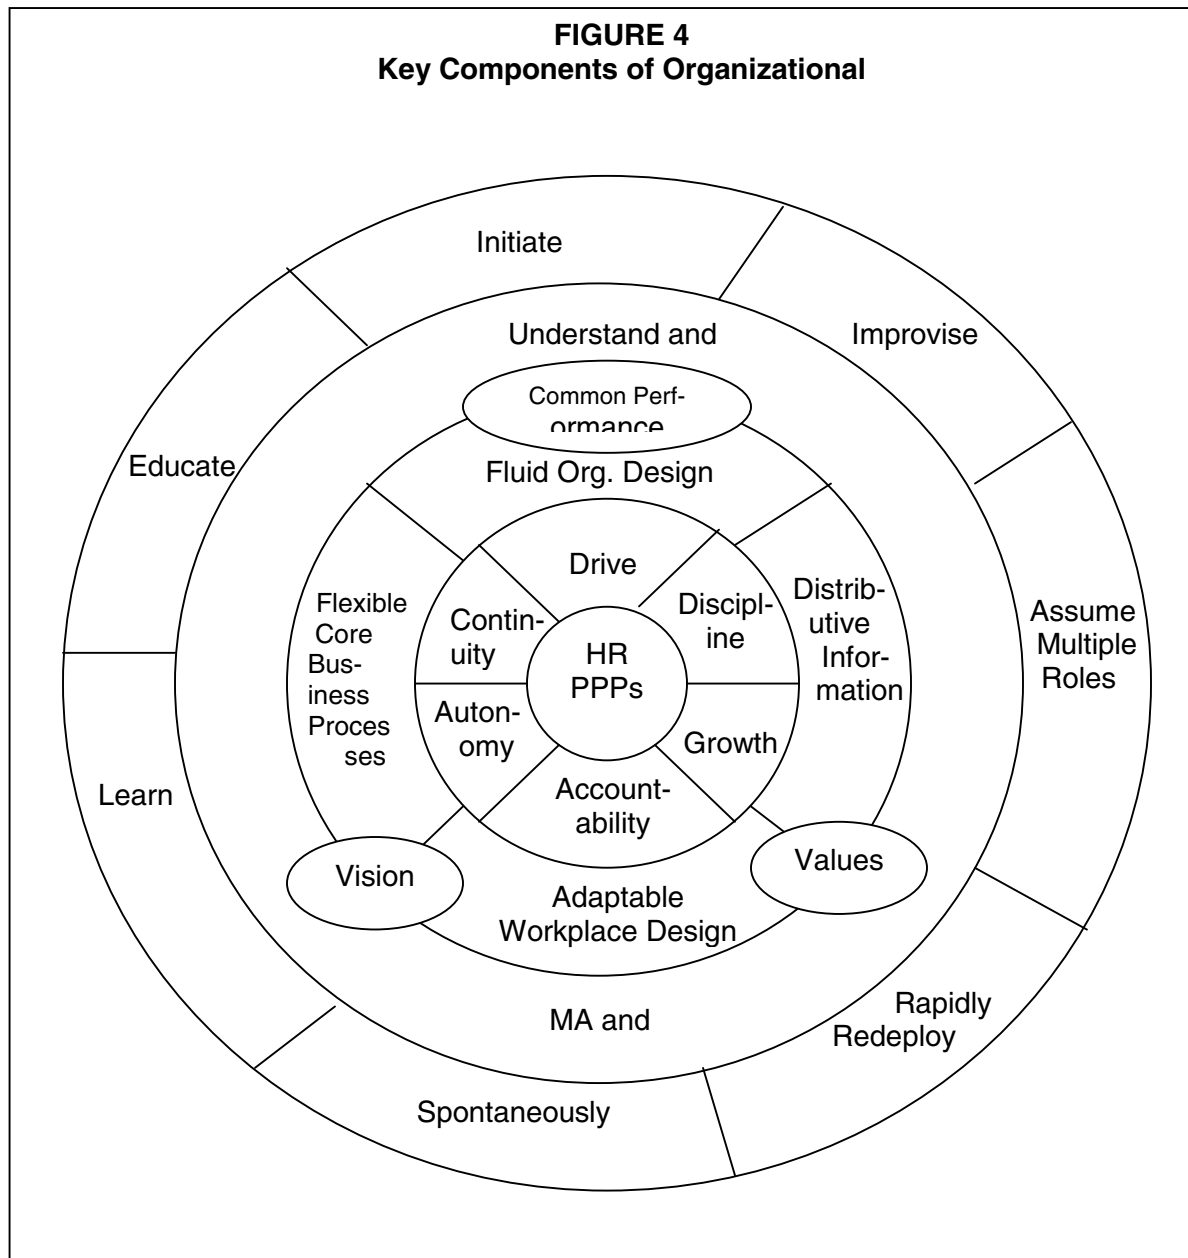 FIGURE 4
Key Components of Organizational
Initiate
Improvise
Understand and
Common Perf-
ormance
Educate
Fluid Org. Design
Drive
Discipl-
ine
Distrib-
utive
Infor-
mation
Flexible
Core
Bus-
iness
Proces
ses
Contin-
uity
HR
PPPs
Assume
Multiple
Roles
Auton-
omy
Growth
Account-
ability
Learn
Vision
Values
Adaptable
Workplace Design
MA and
Rapidly
Redeploy
Spontaneously